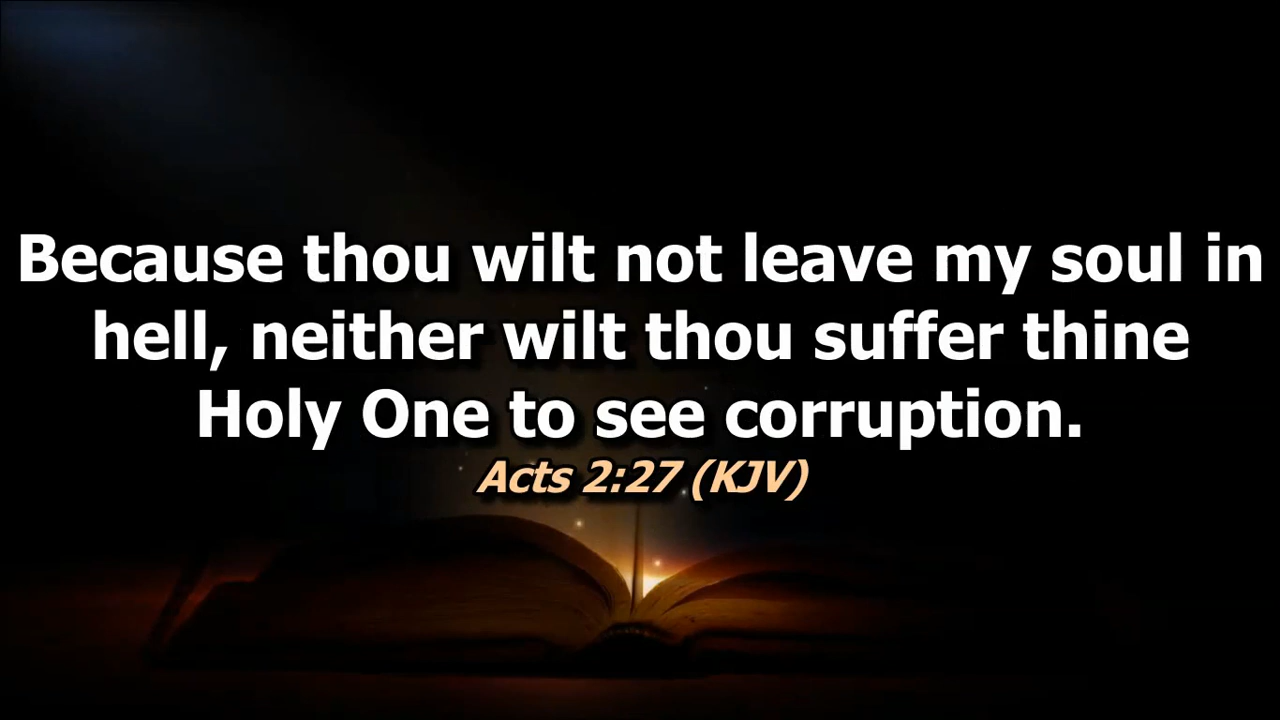 Because thou wilt not leave my soul in
hell, neither wilt thou suffer thine
Holy One to see corruption.
Acts 2:27 (KJV)